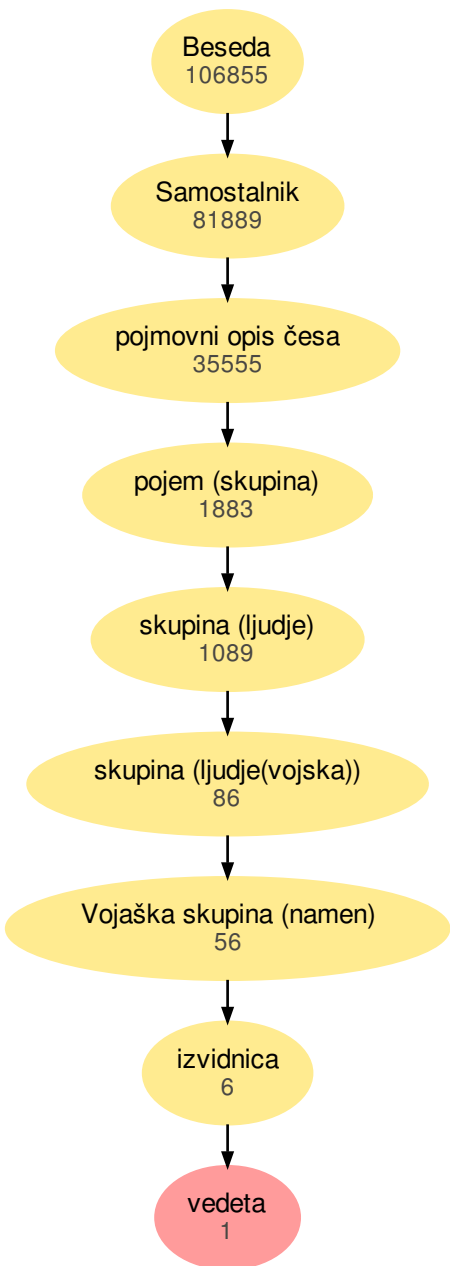 Beseda
106855
Samostalnik
81889
pojmovni opis česa
35555
pojem (skupina)
1883
skupina (ljudje)
1089
skupina (ljudje(vojska))
86
Vojaška skupina (namen)
56
izvidnica
6
vedeta
1